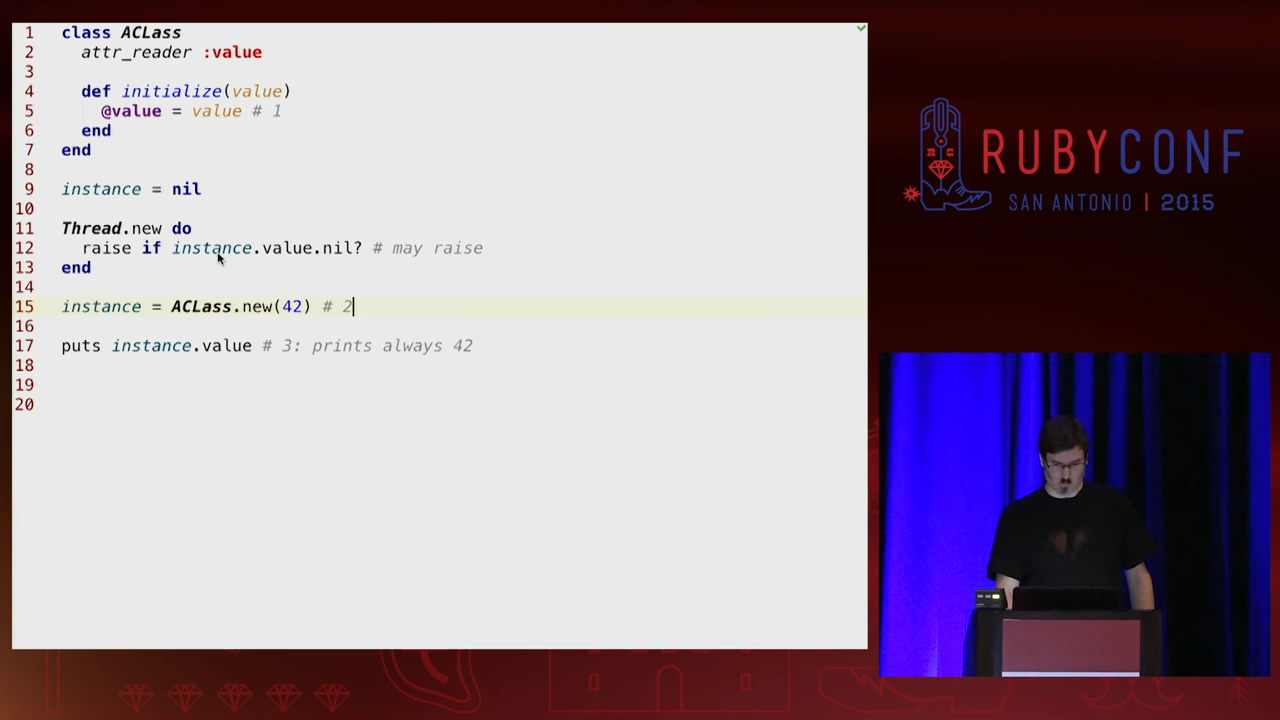 1 class ACLass
2 attr_reader :value
3
4 def initialize(value)
5 @value = value # 1
6 end
7 end
8
9 instance = nil
10
11 Thread.new do
12 raise if instance.value.nil? # may raise
13 end
14
15 instance = ACLass.new(42) # 2
16
17 puts instance.value # 3: prints always 42
18
19
20
RUBYCONF
SAN ANTONIO | 2015